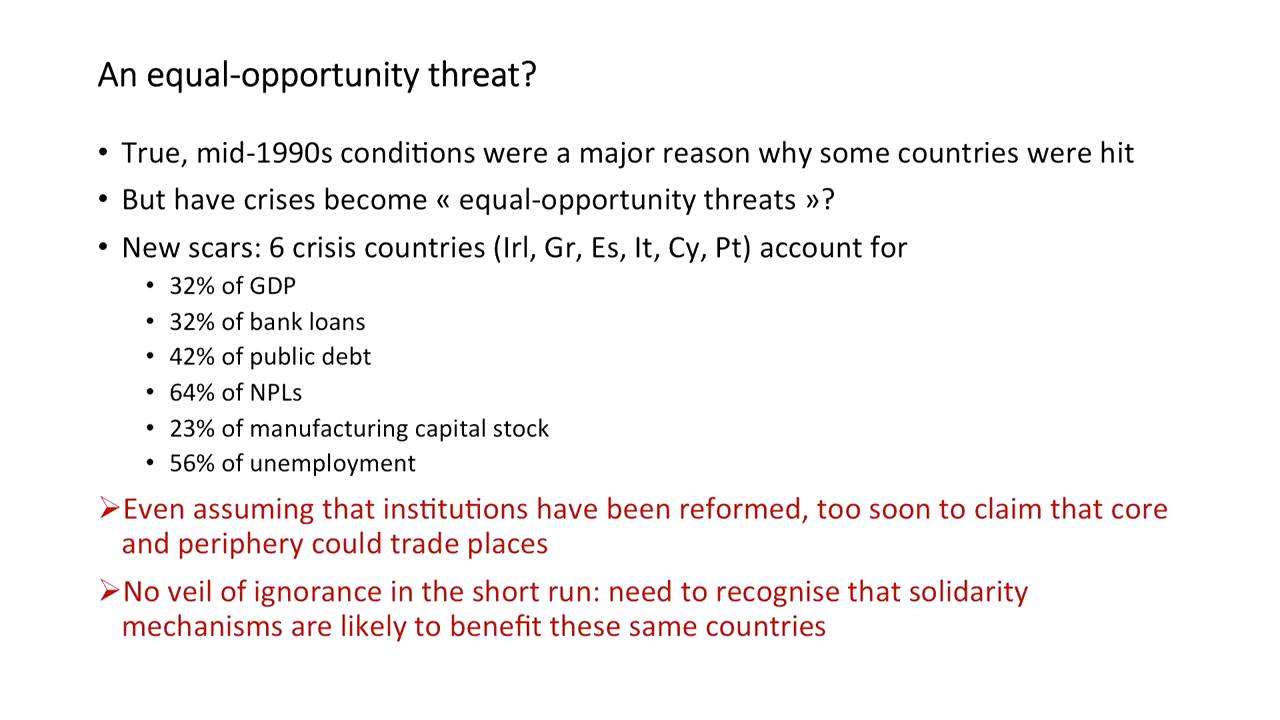 An equal-opportunity threat?
• True, mid-1990s conditions were a major reason why some countries were hit
• But have crises become « equal-opportunity threats »?
• New scars: 6 crisis countries (Irl, Gr, Es, It, Cy, Pt) account for
• 32% of GDP
• 32% of bank loans
• 42% of public debt
• 64% of NPLs
• 23% of manufacturing capital stock
• 56% of unemployment
➢Even assuming that institutions have been reformed, too soon to claim that core
and periphery could trade places
➢No veil of ignorance in the short run: need to recognise that solidarity
mechanisms are likely to benefit these same countries